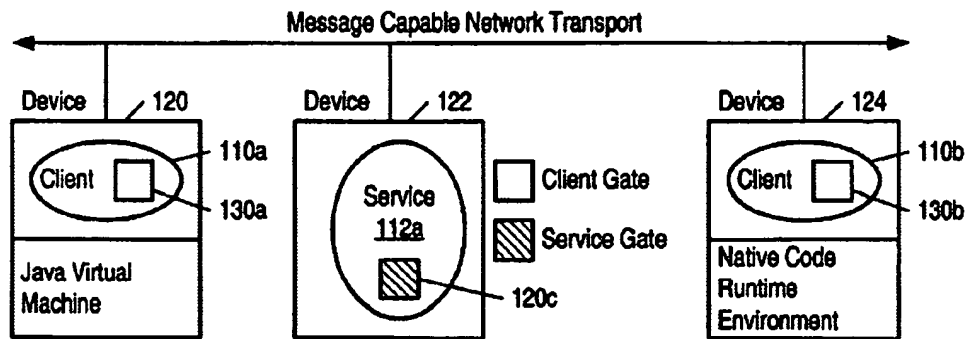 Message Capable Network Transport
Device 120
Device 122
Device 124
Client
110a
130a
Java Virtual
Machine
Service
112a
120c
Client Gate
Service Gate
Client
110b
130b
Native Code
Runtime
Environment